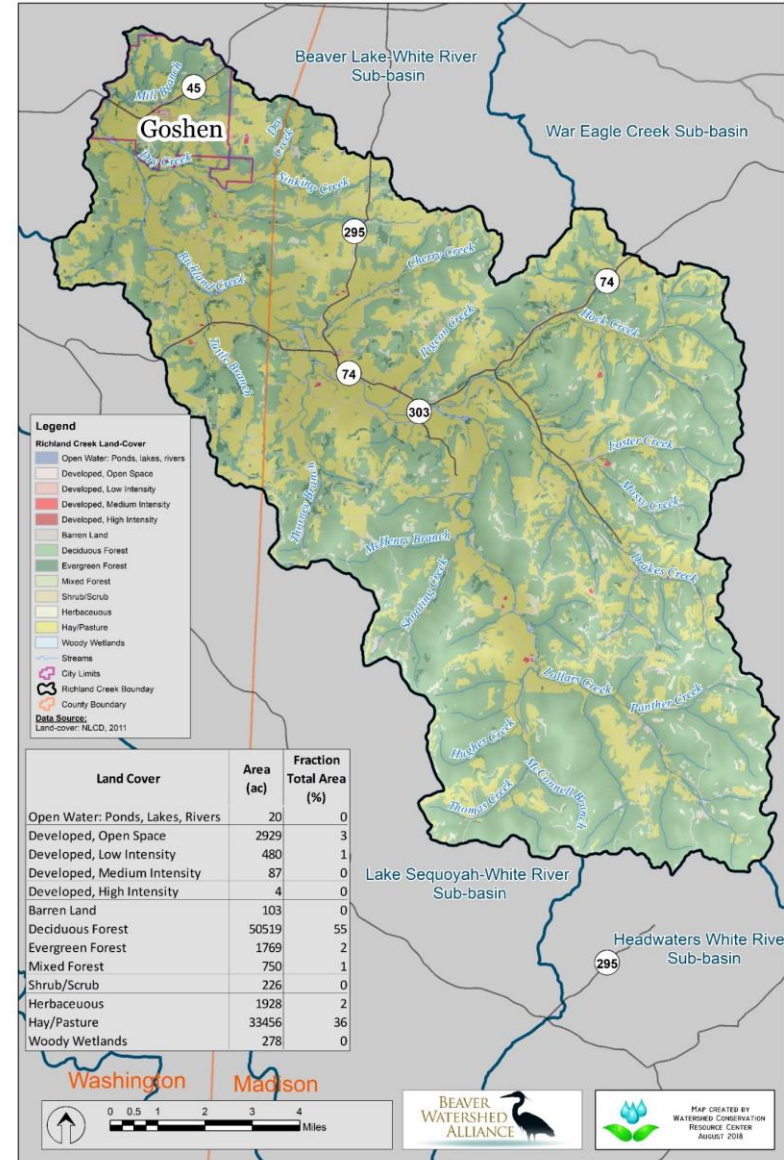 Beaver Lake-White River
Sub-basin
War Eagle Creek Sub-basin
Mill Branch
45
Goshen
Dry
Creek
Dry Creek
Sinking Creek
295
Cherry Creek
Richland Creek
74
Hock Creek
Pigeon Creek
Tuttle Branch
74
303
Foster Creek
Massy Creek
Thorney Branch
McHenry Branch
Drakes Creek
Shooting Creek
Lollars Creek
Panther Creek
Hughes Creek
McConnell Branch
Thomas Creek
Legend
Richland Creek Land-Cover
Open Water: Ponds, lakes, rivers
Developed, Open Space
Developed, Low Intensity
Developed, Medium Intensity
Developed, High Intensity
Barren Land
Deciduous Forest
Evergreen Forest
Mixed Forest
Shrub/Scrub
Herbaceuous
Hay/Pasture
Woody Wetlands
Streams
City Limits
Richland Creek Bounday
County Boundary
Data Source:
Land-cover: NLCD, 2011
Land Cover Area (ac) Fraction Total Area (%)
Open Water: Ponds, Lakes, Rivers 20 0
Developed, Open Space 2929 3
Developed, Low Intensity 480 1
Developed, Medium Intensity 87 0
Developed, High Intensity 4 0
Barren Land 103 0
Deciduous Forest 50519 55
Evergreen Forest 1769 2
Mixed Forest 750 1
Shrub/Scrub 226 0
Herbaceuous 1928 2
Hay/Pasture 33456 36
Woody Wetlands 278 0
Lake Sequoyah-White River
Sub-basin
Headwaters White Rive
Sub-basin
295
Washington Madison
0 0.5 1 2 3 4
Miles
BEAVER
WATERSHED
ALLIANCE
MAP CREATED BY
WATERSHED CONSERVATION
RESOURCE CENTER
AUGUST 2018